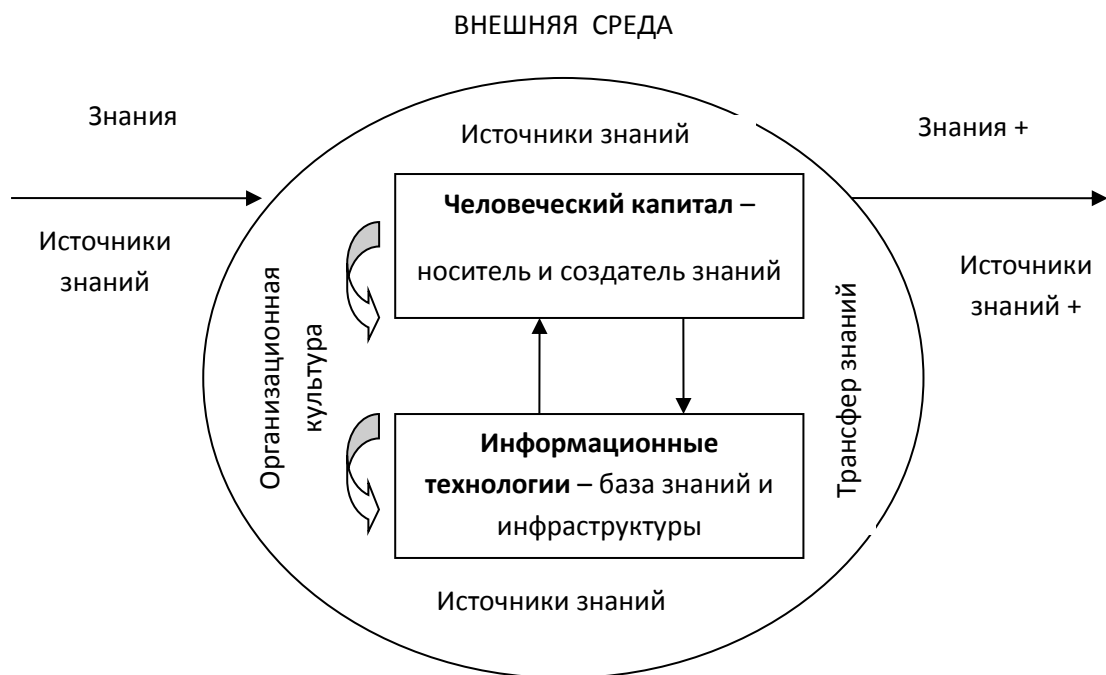 ВНЕШНЯЯ СРЕДА
Знания
Источники
знаний
Источники знаний
Человеческий капитал –
носитель и создатель знаний
Организационная
культура
Информационные
технологии – база знаний и
инфраструктуры
Источники знаний
Трансфер знаний
Знания +
Источники
знаний +